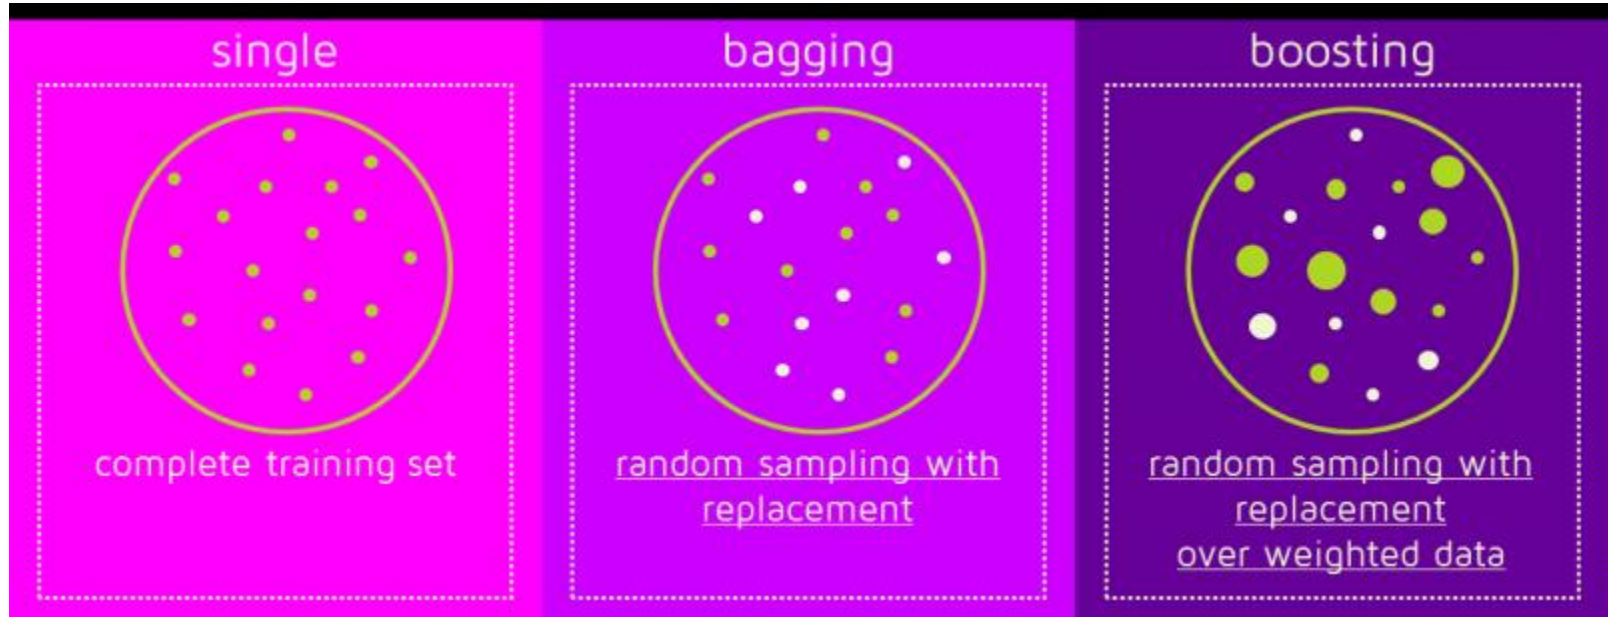 single
complete training set
bagging
random sampling with
replacement
boosting
random sampling with
replacement
over weighted data